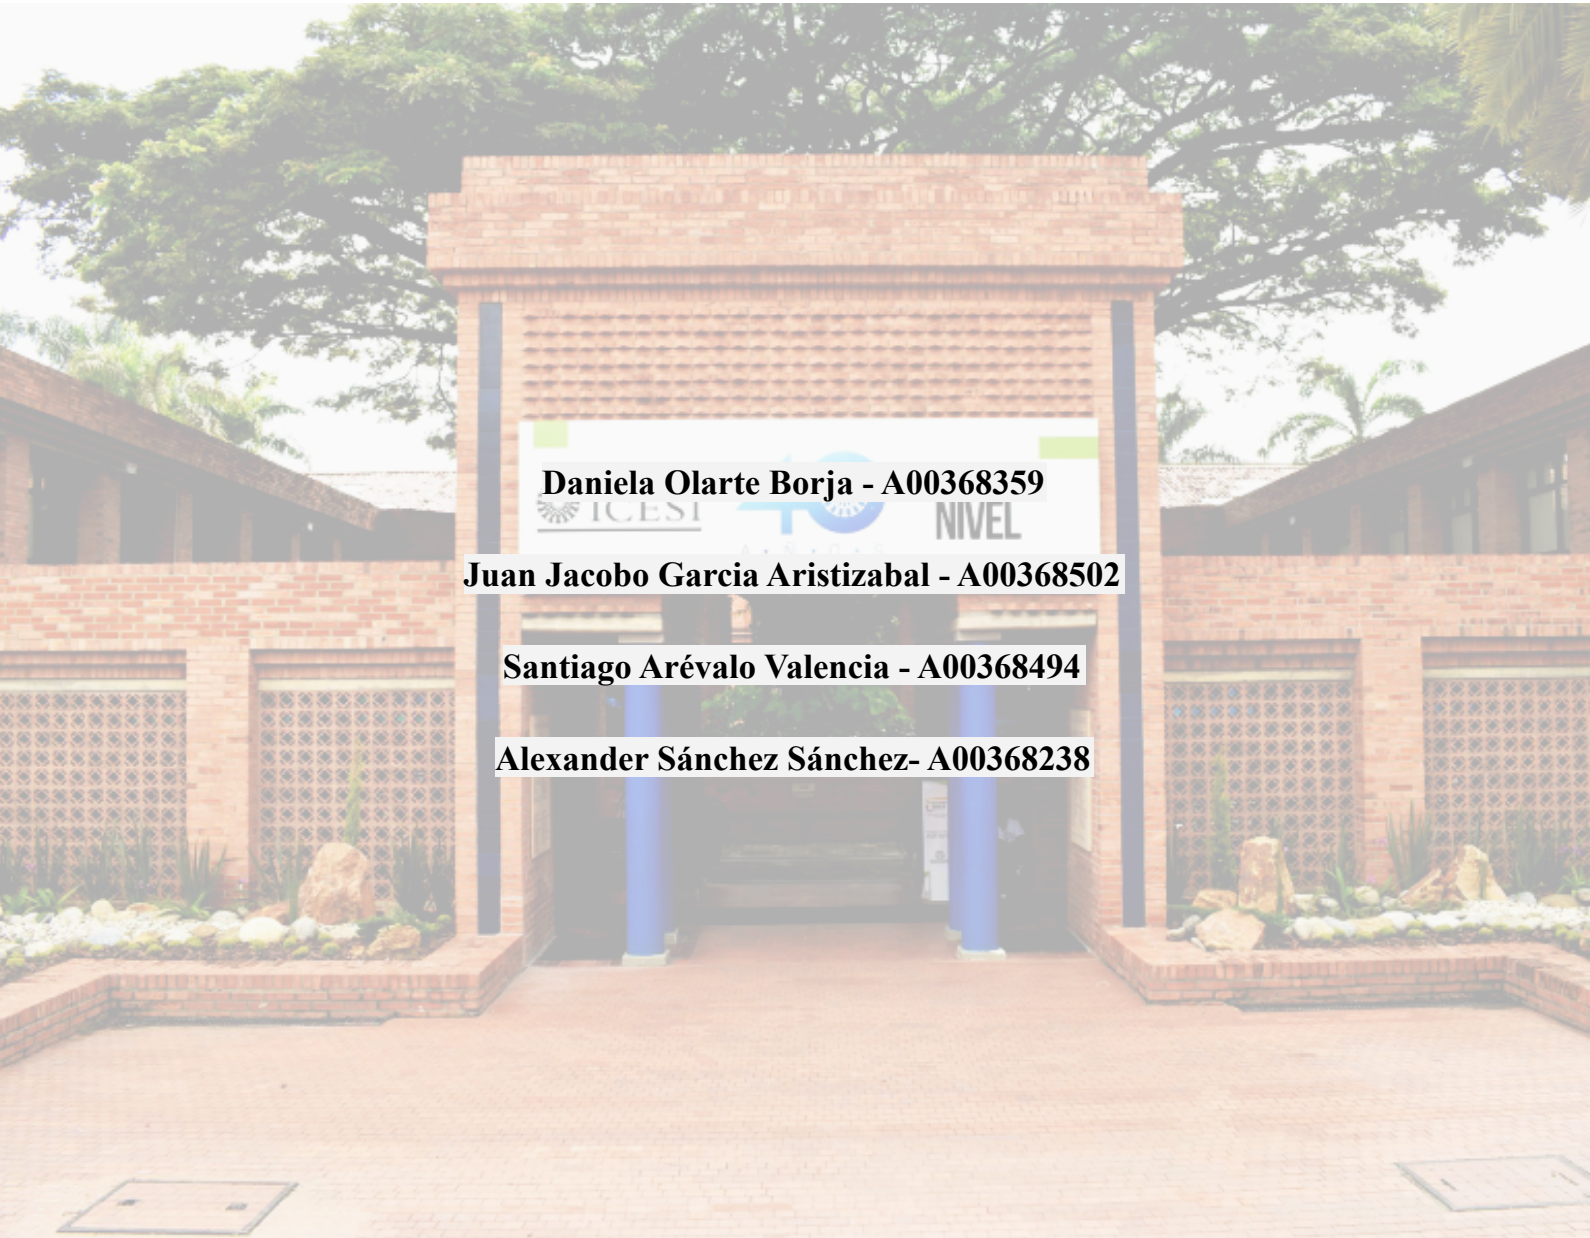 Daniela Olarte Borja - A00368359
ICESI 40 NIVEL
A·Ñ·O·S
Juan Jacobo Garcia Aristizabal - A00368502
Santiago Arévalo Valencia - A00368494
Alexander Sánchez Sánchez- A00368238